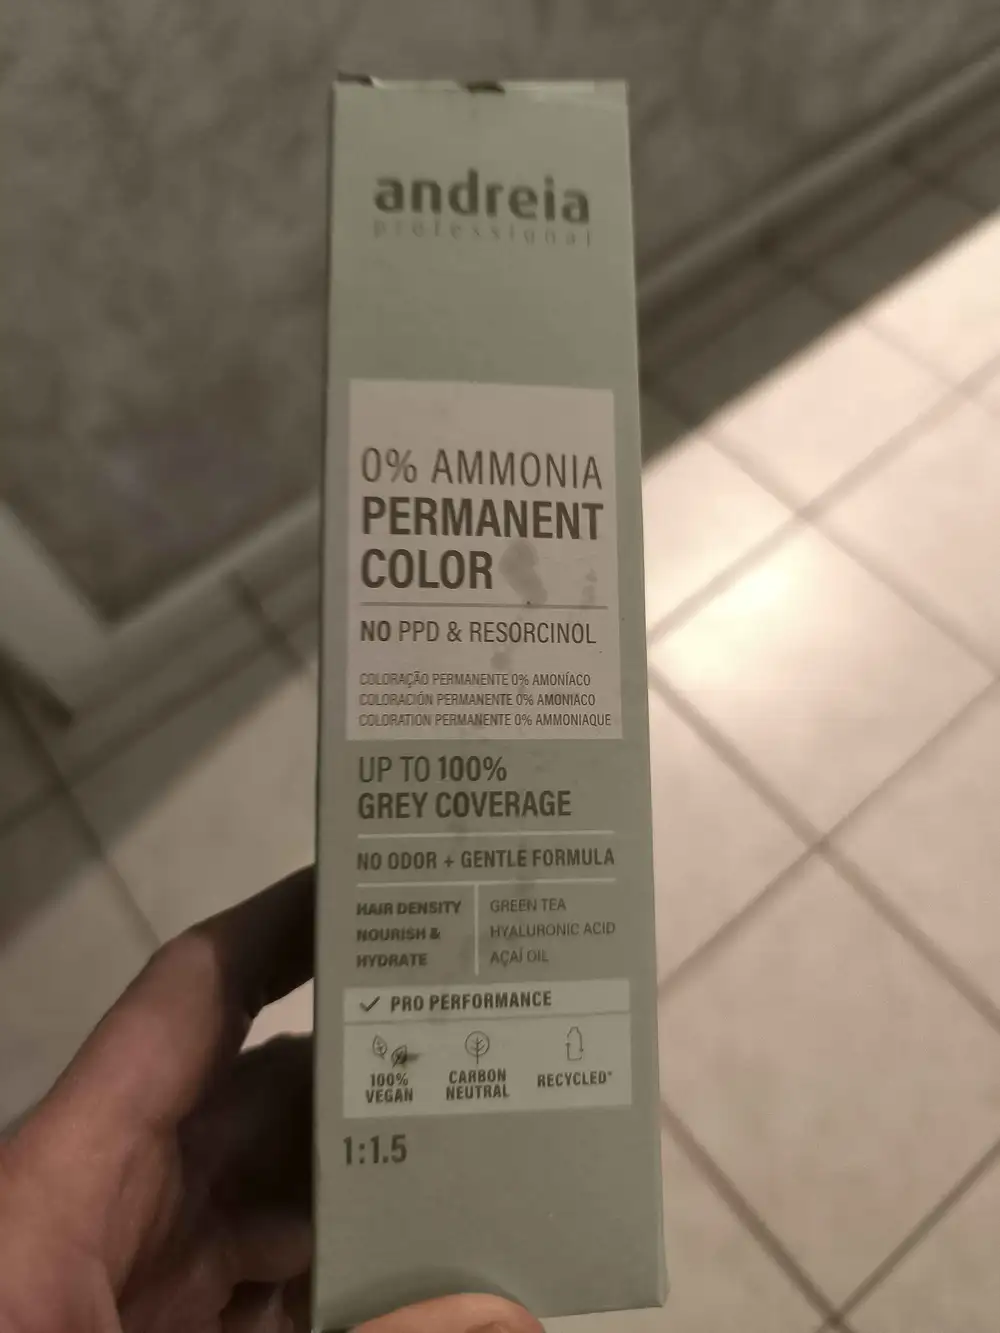 andreia
professional
0% AMMONIA
PERMANENT
COLOR
NO PPD & RESORCINOL
COLORAÇÃO PERMANENTE 0% AMONÍACO
COLORACIÓN PERMANENTE 0% AMONIACO
COLORATION PERMANENTE 0% AMMONIAQUE
UP TO 100%
GREY COVERAGE
NO ODOR + GENTLE FORMULA
HAIR DENSITY
NOURISH &
HYDRATE
GREEN TEA
HYALURONIC ACID
AÇAÍ OIL
✓ PRO PERFORMANCE
100%
VEGAN
CARBON
NEUTRAL
RECYCLED*
1:1.5